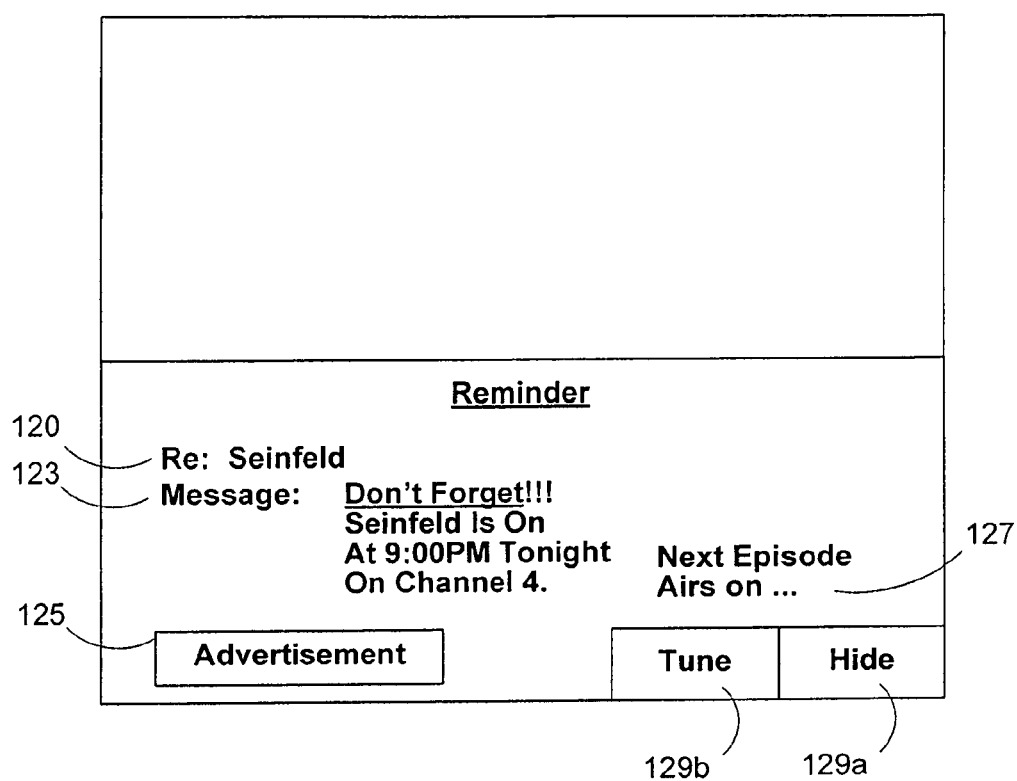 Reminder
120
Re: Seinfeld
123
Message: Don't Forget!!!
Seinfeld Is On
At 9:00PM Tonight
On Channel 4.
Next Episode
Airs on ...
127
125
Advertisement
Tune
Hide
129b
129a